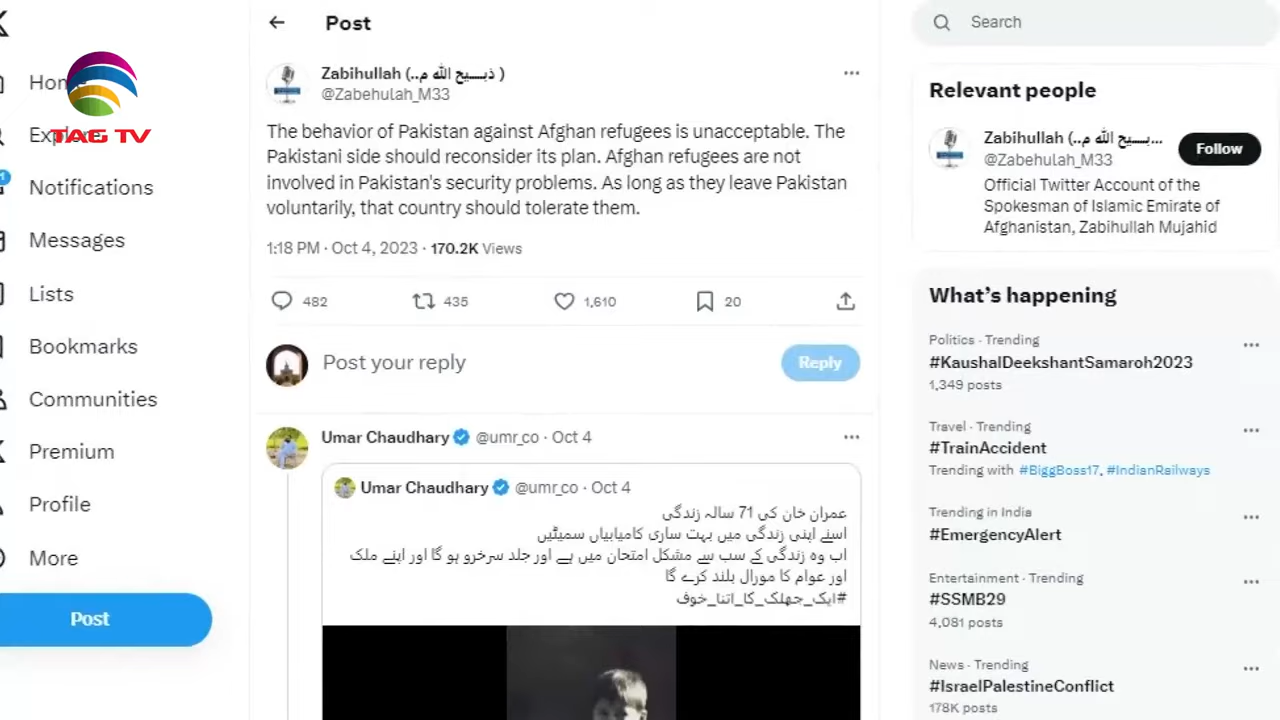 Post
Search
TAG TV
Home
Explore
Notifications
Messages
Lists
Bookmarks
Communities
Premium
Profile
More
Post
Zabihullah (..ذبـــيح الله م )
@Zabehulah_M33
The behavior of Pakistan against Afghan refugees is unacceptable. The
Pakistani side should reconsider its plan. Afghan refugees are not
involved in Pakistan's security problems. As long as they leave Pakistan
voluntarily, that country should tolerate them.
1:18 PM · Oct 4, 2023 · 170.2K Views
482 435 1,610 20
Post your reply
Reply
Umar Chaudhary @umr_co · Oct 4
Umar Chaudhary @umr_co · Oct 4
عمران خان کی 71 سالہ زندگی
اسنے اپنی زندگی میں بہت ساری کامیابیاں سمیٹیں
اب وہ زندگی کے سب سے مشکل امتحان میں ہے اور جلد سرخرو ہو گا اور اپنے ملک
اور عوام کا مورال بلند کرے گا
#ایک_جھلک_کا_اتنا_خوف
Relevant people
Zabihullah (..ذبـــيح الله م...
@Zabehulah_M33
Follow
Official Twitter Account of the
Spokesman of Islamic Emirate of
Afghanistan, Zabihullah Mujahid
What's happening
Politics · Trending
#KaushalDeekshantSamaroh2023
1,349 posts
Travel · Trending
#TrainAccident
Trending with #BiggBoss17, #IndianRailways
Trending in India
#EmergencyAlert
Entertainment · Trending
#SSMB29
4,081 posts
News · Trending
#IsraelPalestineConflict
178K posts